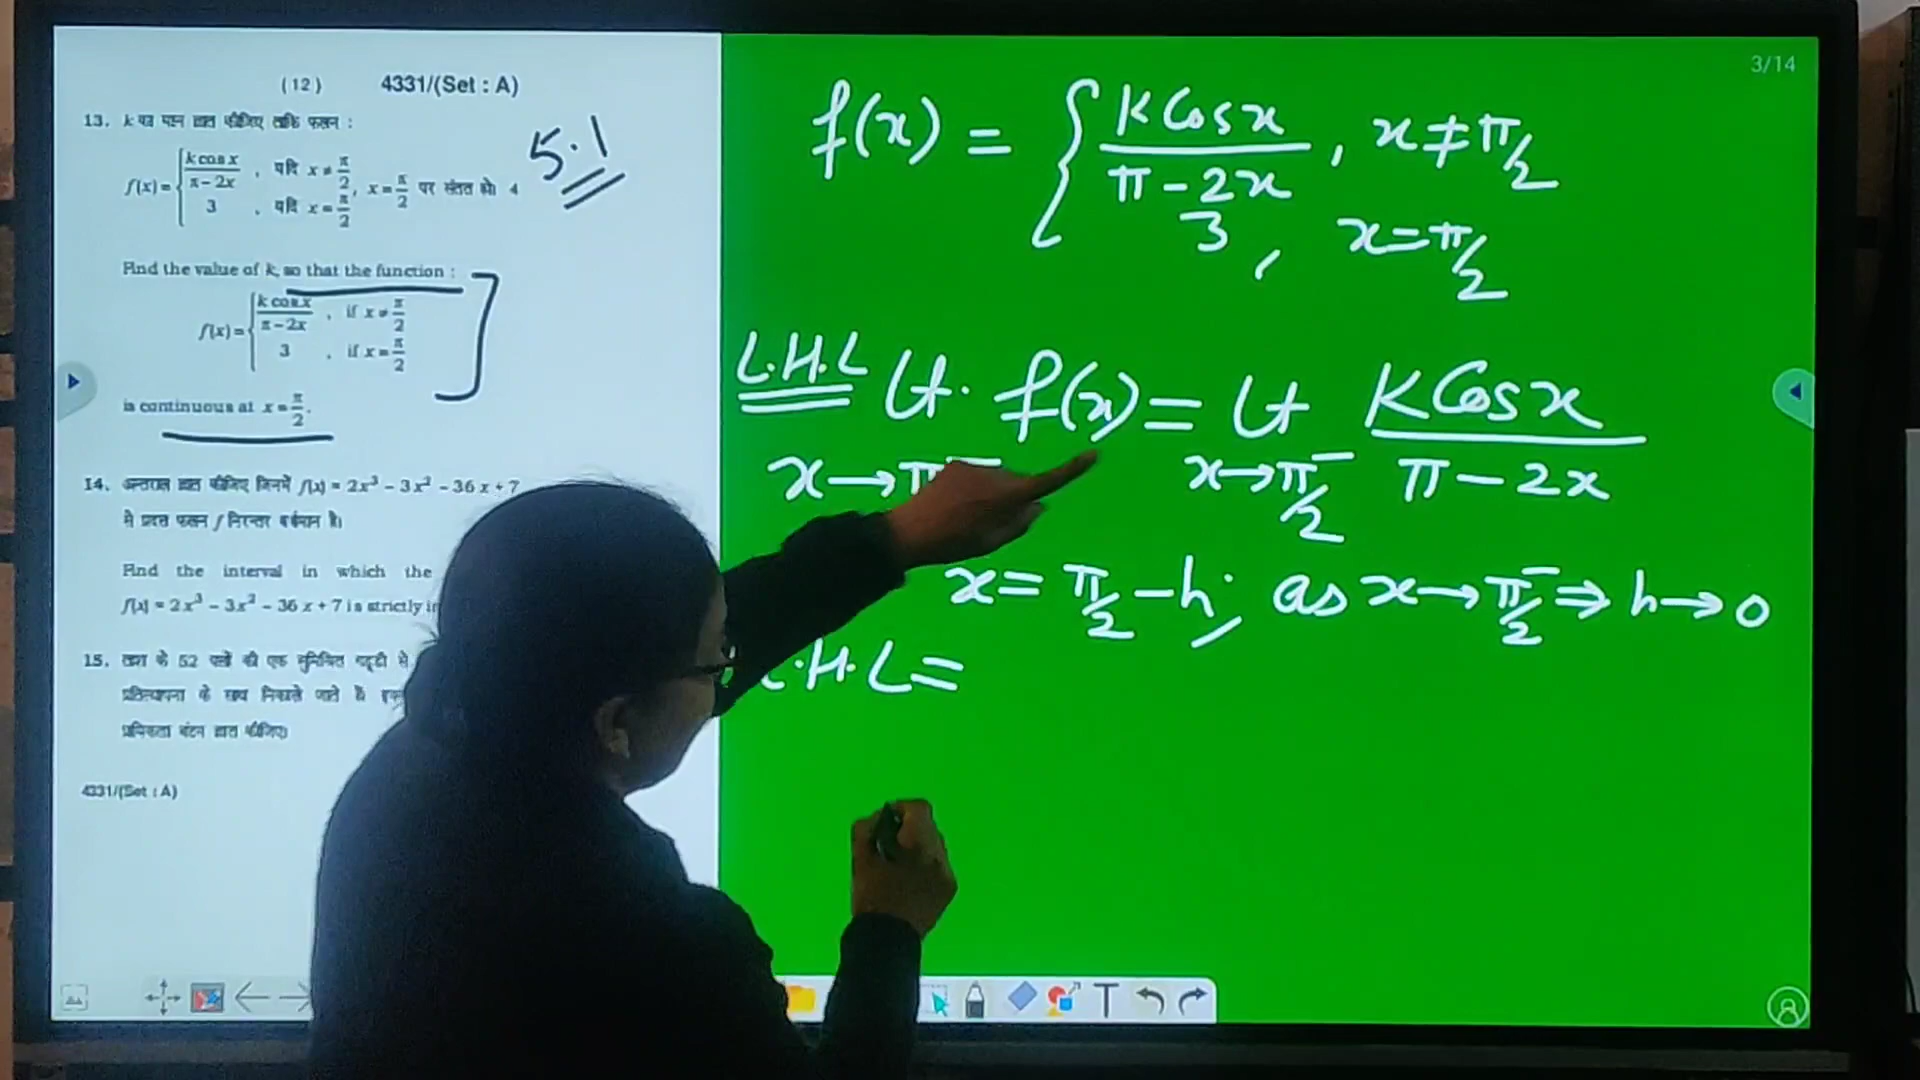 (12) 4331/(Set : A)
13. k का मान ज्ञात कीजिए ताकि फलन :
f(x) = { k cos x / π – 2x , यदि x ≠ π/2
3 , यदि x = π/2 , x = π/2 पर संतत हो। 4
5.1
Find the value of k, so that the function :
f(x) = { k cos x / π – 2x , if x ≠ π/2
3 , if x = π/2
is continuous at x = π/2 .
14. अन्तराल ज्ञात कीजिए जिनमें f(x) = 2x³ – 3x² – 36x + 7
से प्रदत्त फलन f निरन्तर वर्धमान है।
Find the interval in which the
f(x) = 2x³ – 3x² – 36x + 7 is strictly in
15. ताश के 52 पत्तों की एक सुमिश्रित गड्डी से
प्रतिस्थापना के साथ निकाले जाते हैं।
प्रायिकता बंटन ज्ञात कीजिए।
4331/(Set : A)
3/14
f(x) = { K Cos x / π – 2x , x ≠ π/2
3 , x = π/2
L.H.L Lt. f(x) = Lt K Cos x / π – 2x
x → π x → π⁻/2
x = π/2 – h, as x → π⁻/2 ⇒ h → 0
L.H.L =
T